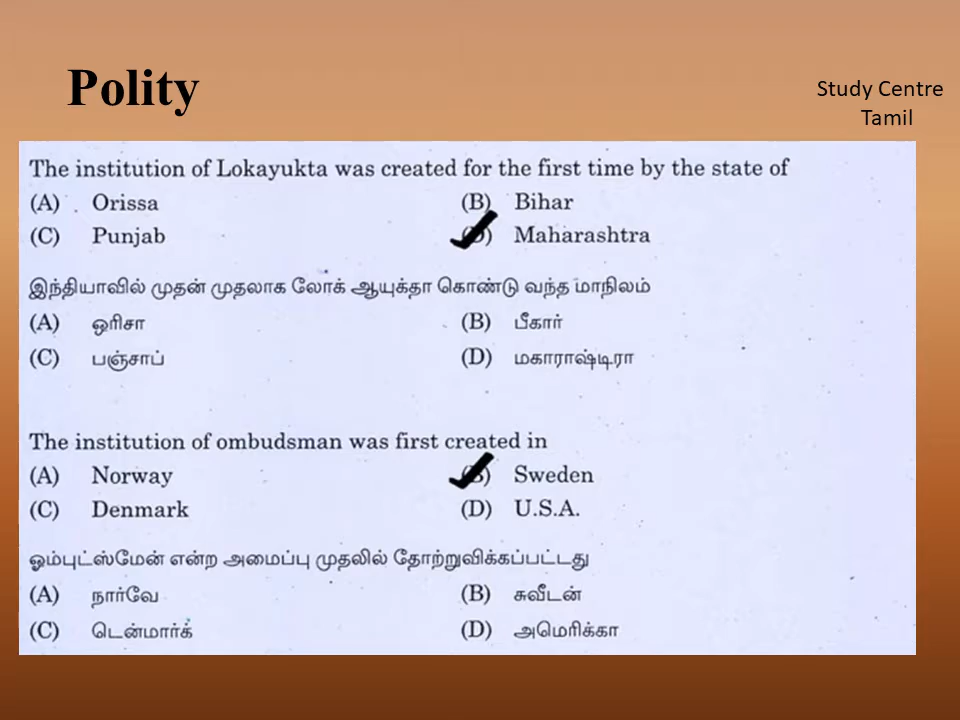 Polity
Study Centre
Tamil
The institution of Lokayukta was created for the first time by the state of
(A) Orissa (B) Bihar
(C) Punjab (D) Maharashtra
இந்தியாவில் முதன் முதலாக லோக் ஆயுக்தா கொண்டு வந்த மாநிலம்
(A) ஒரிசா (B) பீகார்
(C) பஞ்சாப் (D) மகாராஷ்டிரா
The institution of ombudsman was first created in
(A) Norway (B) Sweden
(C) Denmark (D) U.S.A.
ஓம்புட்ஸ்மேன் என்ற அமைப்பு முதலில் தோற்றுவிக்கப்பட்டது
(A) நார்வே (B) சுவீடன்
(C) டென்மார்க் (D) அமெரிக்கா